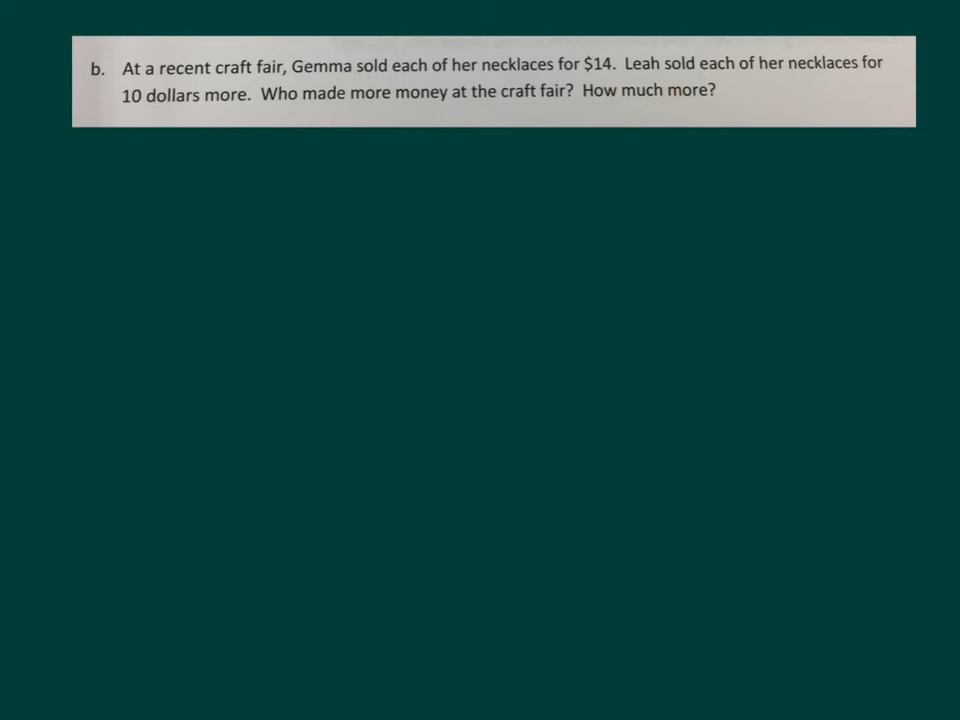 b. At a recent craft fair, Gemma sold each of her necklaces for $14. Leah sold each of her necklaces for
10 dollars more. Who made more money at the craft fair? How much more?